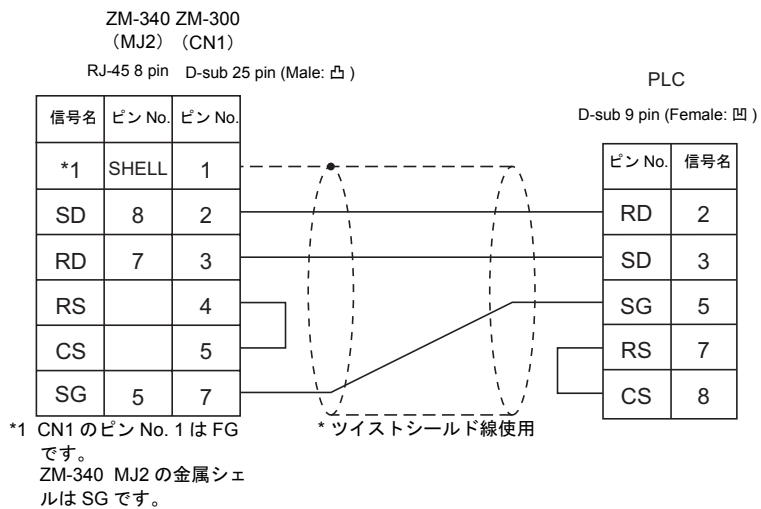 ZM-340 ZM-300
（MJ2）（CN1）
RJ-45 8 pin D-sub 25 pin (Male: 凸 )
信号名 ピン No. ピン No.
*1 SHELL 1
SD 8 2
RD 7 3
RS 4
CS 5
SG 5 7
PLC
D-sub 9 pin (Female: 凹 )
ピン No. 信号名
RD 2
SD 3
SG 5
RS 7
CS 8
*1 CN1 のピン No. 1 は FG
です。
ZM-340 MJ2 の金属シェ
ルは SG です。
* ツイストシールド線使用